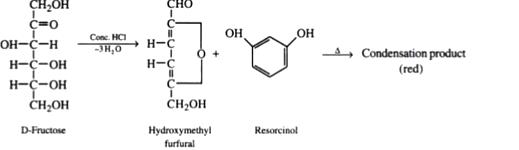 CH₂OH
C=O
OH–C–H
H–C–OH
H–C–OH
CH₂OH
D-Fructose
Conc. HCl
–3H₂O
CHO
C
H–C
H–C
C
O
CH₂OH
Hydroxymethyl
furfural
+
OH
OH
Resorcinol
Δ
Condensation product
(red)